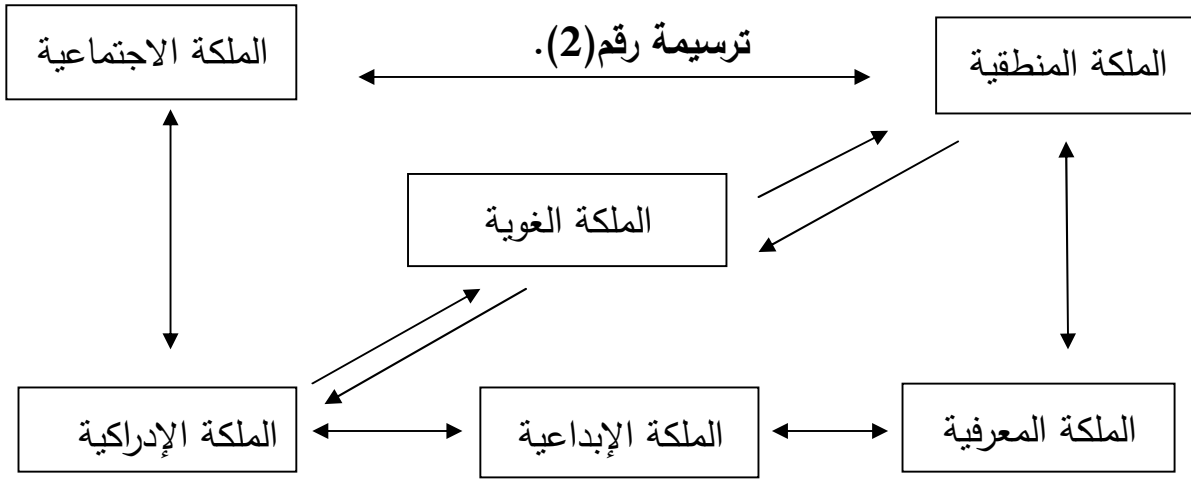 ترسيمة رقم(2).
الملكة المنطقية
الملكة الاجتماعية
الملكة الغوية
الملكة المعرفية
الملكة الإبداعية
الملكة الإدراكية